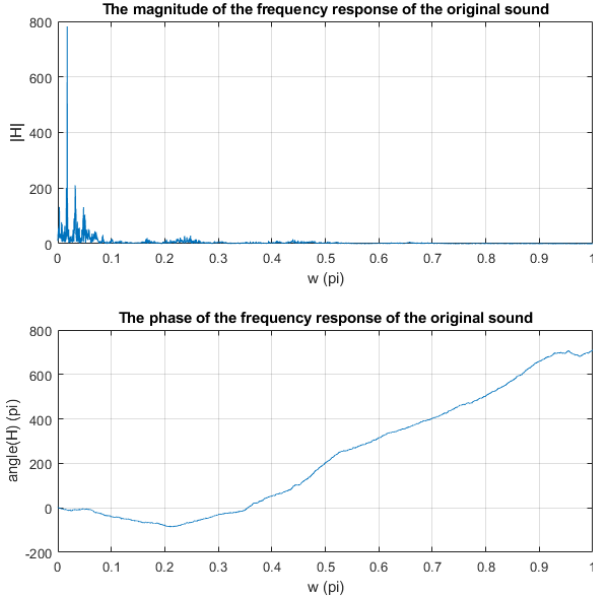 The magnitude of the frequency response of the original sound
800
600
400
200
0
|H|
0 0.1 0.2 0.3 0.4 0.5 0.6 0.7 0.8 0.9 1
w (pi)
The phase of the frequency response of the original sound
800
600
400
200
0
-200
angle(H) (pi)
0 0.1 0.2 0.3 0.4 0.5 0.6 0.7 0.8 0.9 1
w (pi)